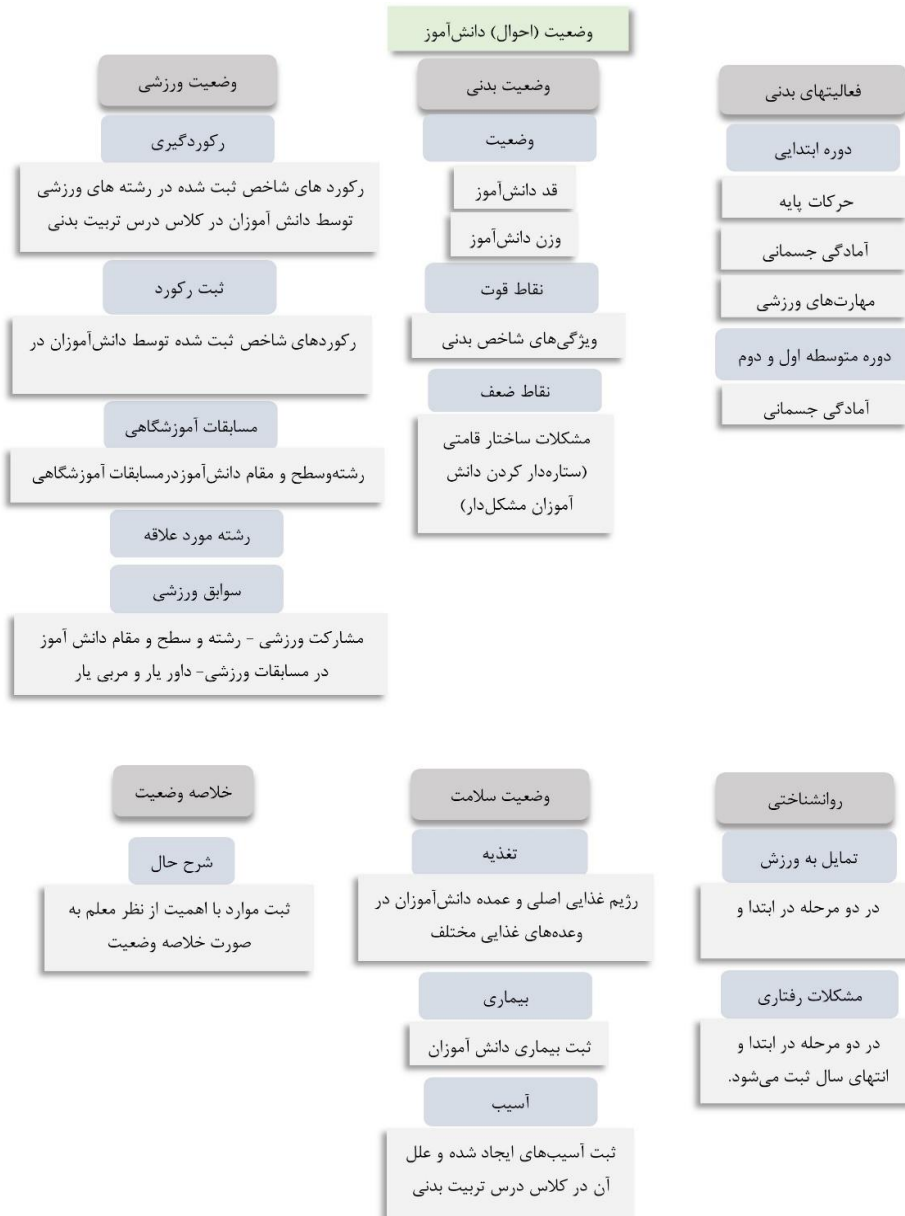 وضعیت (احوال) دانش‌آموز
فعالیتهای بدنی
دوره ابتدایی
حرکات پایه
آمادگی جسمانی
مهارت‌های ورزشی
دوره متوسطه اول و دوم
آمادگی جسمانی
وضعیت بدنی
وضعیت
قد دانش‌آموز
وزن دانش‌آموز
نقاط قوت
ویژگی‌های شاخص بدنی
نقاط ضعف
مشکلات ساختار قامتی
(ستاره‌دار کردن دانش
آموزان مشکل‌دار)
وضعیت ورزشی
رکوردگیری
رکورد های شاخص ثبت شده در رشته های ورزشی
توسط دانش آموزان در کلاس درس تربیت بدنی
ثبت رکورد
رکوردهای شاخص ثبت شده توسط دانش‌آموزان در
مسابقات آموزشگاهی
رشته‌وسطح و مقام دانش‌آموزدرمسابقات آموزشگاهی
رشته مورد علاقه
سوابق ورزشی
مشارکت ورزشی - رشته و سطح و مقام دانش آموز
در مسابقات ورزشی- داور یار و مربی یار
روانشناختی
تمایل به ورزش
در دو مرحله در ابتدا و
مشکلات رفتاری
در دو مرحله در ابتدا و
انتهای سال ثبت می‌شود.
وضعیت سلامت
تغذیه
رژیم غذایی اصلی و عمده دانش‌آموزان در
وعده‌های غذایی مختلف
بیماری
ثبت بیماری دانش آموزان
آسیب
ثبت آسیب‌های ایجاد شده و علل
آن در کلاس درس تربیت بدنی
خلاصه وضعیت
شرح حال
ثبت موارد با اهمیت از نظر معلم به
صورت خلاصه وضعیت